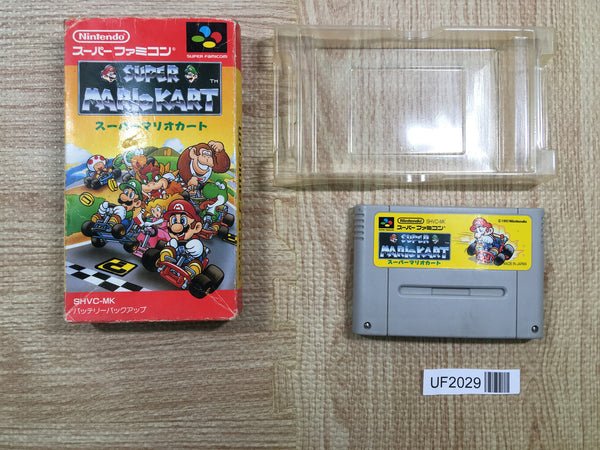 Nintendo
スーパーファミコン
SUPER FAMICOM
SUPER
MARIO KART
TM
スーパーマリオカート
SHVC-MK
バッテリーバックアップ
Nintendo SHVC-MK
スーパーファミコン
© 1992 Nintendo
SUPER
MARIO KART
スーパーマリオカート
MADE IN JAPAN
UF2029